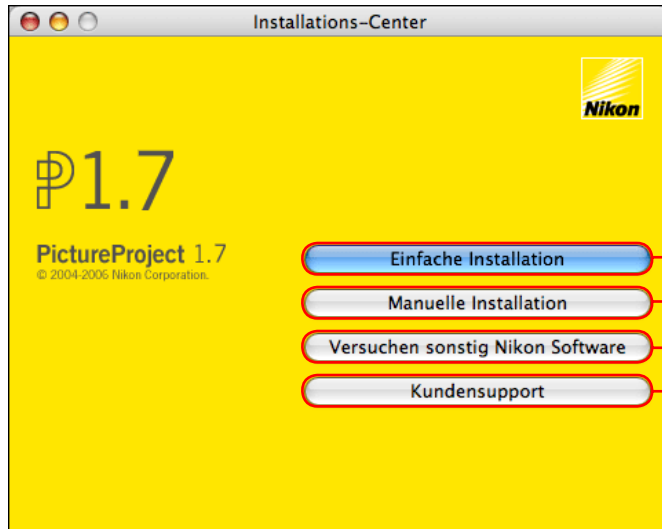 Installations-Center
Nikon
P1.7
PictureProject 1.7
© 2004-2006 Nikon Corporation.
Einfache Installation
Manuelle Installation
Versuchen sonstig Nikon Software
Kundensupport